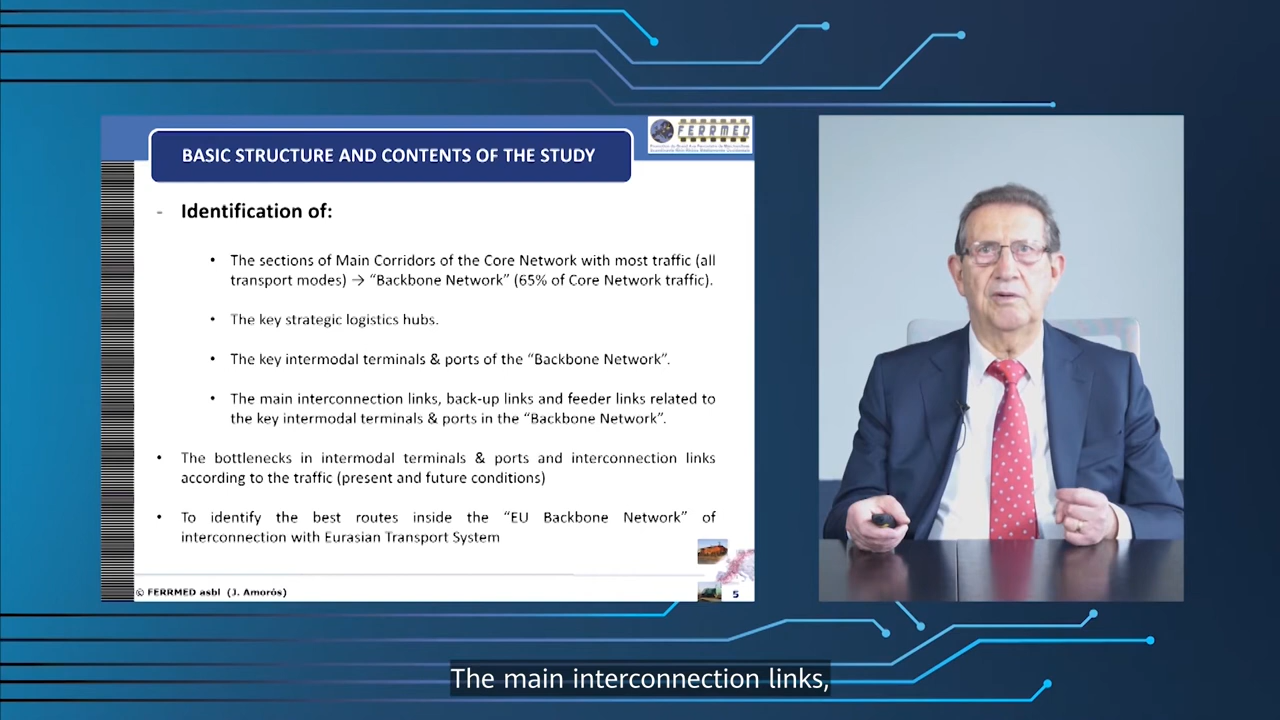 FERRMED
BASIC STRUCTURE AND CONTENTS OF THE STUDY
- Identification of:
• The sections of Main Corridors of the Core Network with most traffic (all
transport modes) → “Backbone Network” (65% of Core Network traffic).
• The key strategic logistics hubs.
• The key intermodal terminals & ports of the “Backbone Network”.
• The main interconnection links, back-up links and feeder links related to
the key intermodal terminals & ports in the “Backbone Network”.
• The bottlenecks in intermodal terminals & ports and interconnection links
according to the traffic (present and future conditions)
• To identify the best routes inside the “EU Backbone Network” of
interconnection with Eurasian Transport System
© FERRMED asbl (J. Amorós)
5
The main interconnection links,